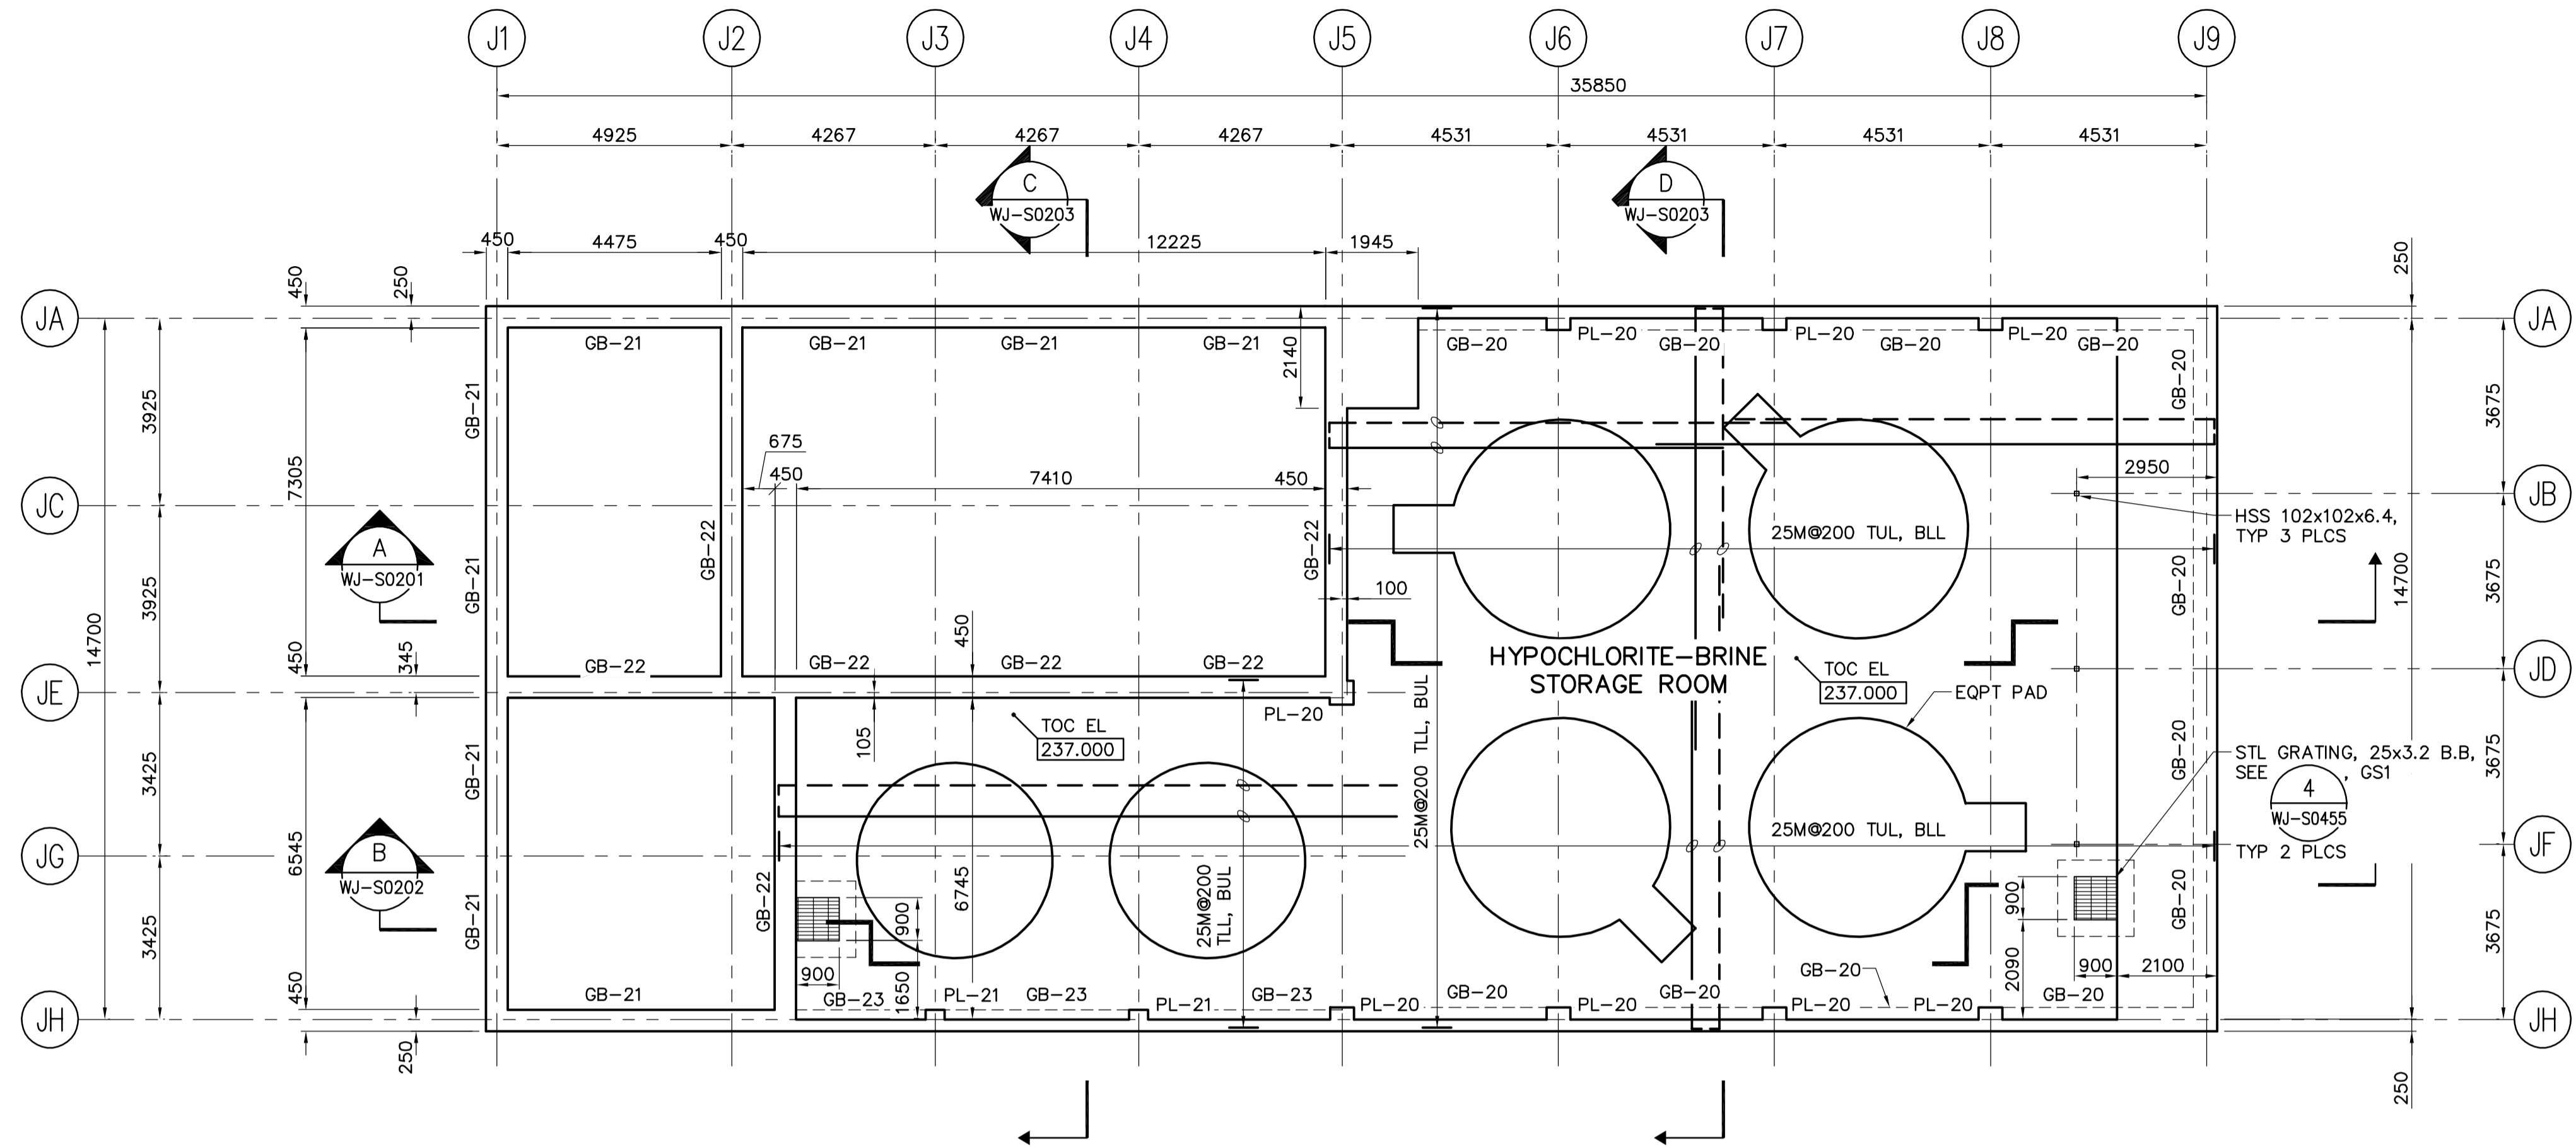 J1 J2 J3 J4 J5 J6 J7 J8 J9
35850
4925 4267 4267 4267 4531 4531 4531 4531
C
WJ-S0203
D
WJ-S0203
450 4475 450 12225 1945
450 250 250
JA JA
GB-21 GB-21 GB-21 GB-21
2140
GB-20 PL-20 GB-20 PL-20 GB-20 PL-20 GB-20
GB-21
GB-20
3925
3675
675
450 7410 450
2950
7305
JC JB
HSS 102x102x6.4,
TYP 3 PLCS
A
WJ-S0201
GB-22
GB-22
25M@200 TUL, BLL
GB-21
GB-20
3925
3675
14700
14700
100
450
450 345
GB-22 GB-22 GB-22 GB-22
HYPOCHLORITE-BRINE
STORAGE ROOM
TOC EL
237.000
EQPT PAD
JE JD
PL-20
TOC EL
237.000
105
25M@200 TLL, BUL
GB-21
GB-20
3425
3675
STL GRATING, 25x3.2 B.B,
SEE , GS1
4
WJ-S0455
TYP 2 PLCS
25M@200 TUL, BLL
B
WJ-S0202
6545
JG JF
GB-22
6745
25M@200
TLL, BUL
900
900
1650
900
2090
900 2100
GB-21
GB-20
3425
3675
GB-20
GB-21 GB-23 PL-21 GB-23 PL-21 GB-23 PL-20 GB-20 PL-20 GB-20 PL-20 PL-20 GB-20
450
JH JH
250 250